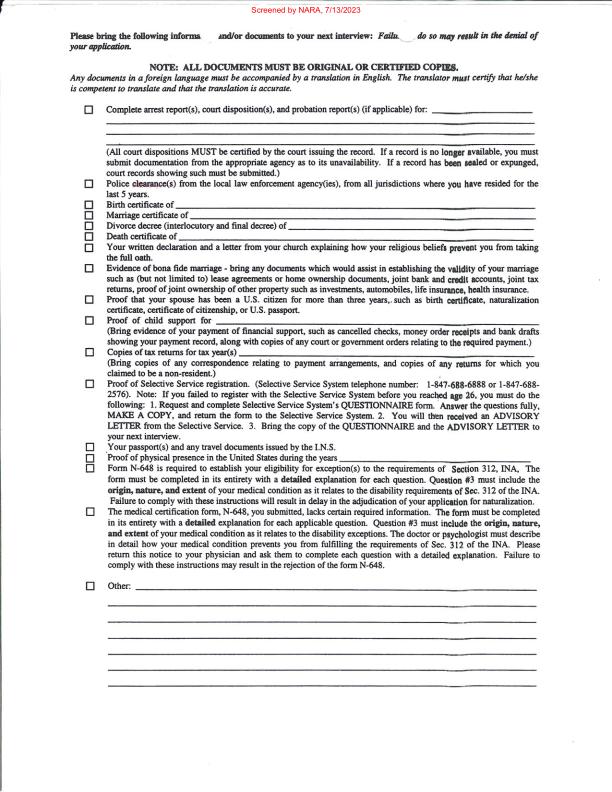 Screened by NARA, 7/13/2023
Please bring the following informa and/or documents to your next interview: Failu do so may result in the denial of
your application.
NOTE: ALL DOCUMENTS MUST BE ORIGINAL OR CERTIFIED COPIES.
Any documents in a foreign language must be accompanied by a translation in English. The translator must certify that he/she
is competent to translate and that the translation is accurate.
Complete arrest report(s), court disposition(s), and probation report(s) (if applicable) for:
(All court dispositions MUST be certified by the court issuing the record. If a record is no longer available, you must
submit documentation from the appropriate agency as to its unavailability. If a record has been sealed or expunged,
court records showing such must be submitted.)
Police clearance(s) from the local law enforcement agency(ies), from all jurisdictions where you have resided for the
last 5 years.
Birth certificate of
Marriage certificate of
Divorce decree (interlocutory and final decree) of
Death certificate of
Your written declaration and a letter from your church explaining how your religious beliefs prevent you from taking
the full oath.
Evidence of bona fide marriage - bring any documents which would assist in establishing the validity of your marriage
such as (but not limited to) lease agreements or home ownership documents, joint bank and credit accounts, joint tax
returns, proof of joint ownership of other property such as investments, automobiles, life insurance, health insurance.
Proof that your spouse has been a U.S. citizen for more than three years, such as birth certificate, naturalization
certificate, certificate of citizenship, or U.S. passport.
Proof of child support for
(Bring evidence of your payment of financial support, such as cancelled checks, money order receipts and bank drafts
showing your payment record, along with copies of any court or government orders relating to the required payment.)
Copies of tax returns for tax year(s)
(Bring copies of any correspondence relating to payment arrangements, and copies of any returns for which you
claimed to be a non-resident.)
Proof of Selective Service registration. (Selective Service System telephone number: 1-847-688-6888 or 1-847-688-
2576). Note: If you failed to register with the Selective Service System before you reached age 26, you must do the
following: 1. Request and complete Selective Service System's QUESTIONNAIRE form. Answer the questions fully,
MAKE A COPY, and return the form to the Selective Service System. 2. You will then received an ADVISORY
LETTER from the Selective Service. 3. Bring the copy of the QUESTIONNAIRE and the ADVISORY LETTER to
your next interview.
Your passport(s) and any travel documents issued by the I.N.S.
Proof of physical presence in the United States during the years
Form N-648 is required to establish your eligibility for exception(s) to the requirements of Section 312, INA, The
form must be completed in its entirety with a detailed explanation for each question. Question #3 must include the
origin, nature, and extent of your medical condition as it relates to the disability requirements of Sec. 312 of the INA.
Failure to comply with these instructions will result in delay in the adjudication of your application for naturalization.
The medical certification form, N-648, you submitted, lacks certain required information. The form must be completed
in its entirety with a detailed explanation for each applicable question. Question #3 must include the origin, nature,
and extent of your medical condition as it relates to the disability exceptions. The doctor or psychologist must describe
in detail how your medical condition prevents you from fulfilling the requirements of Sec. 312 of the INA. Please
return this notice to your physician and ask them to complete each question with a detailed explanation. Failure to
comply with these instructions may result in the rejection of the form N-648.
Other: